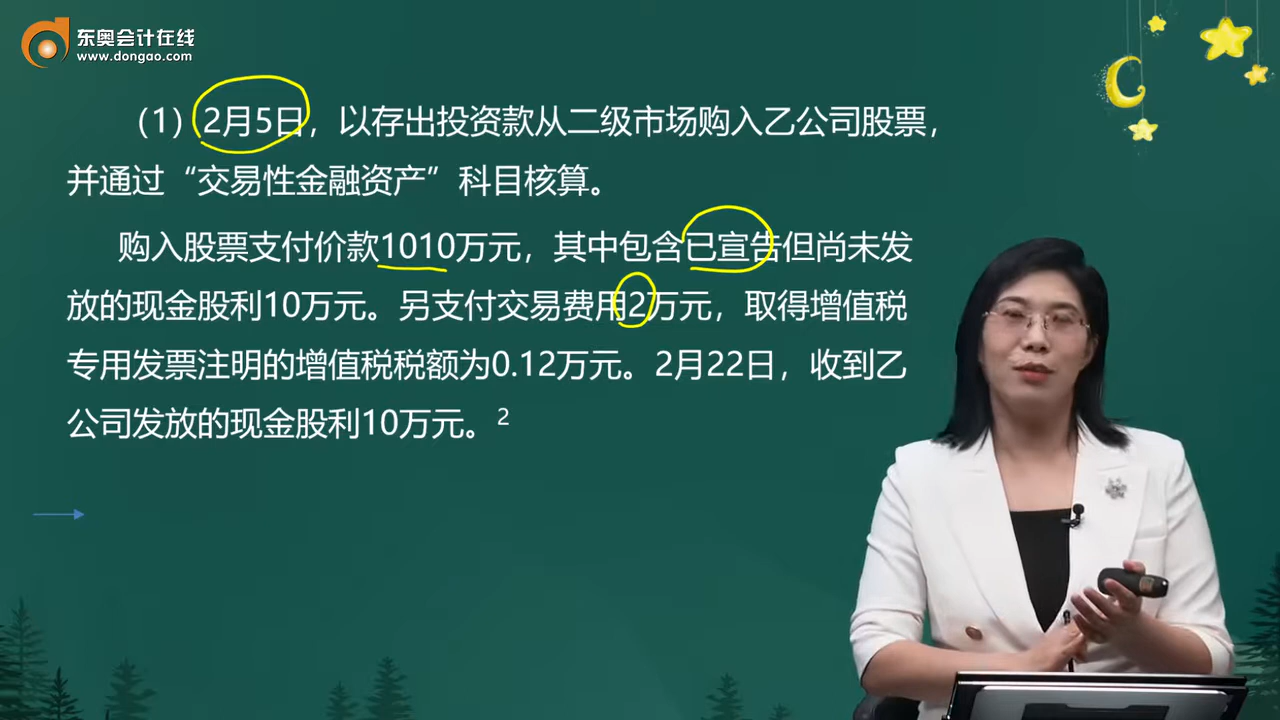 东奥会计在线
www.dongao.com
（1）2月5日，以存出投资款从二级市场购入乙公司股票，
并通过“交易性金融资产”科目核算。
购入股票支付价款1010万元，其中包含已宣告但尚未发
放的现金股利10万元。另支付交易费用2万元，取得增值税
专用发票注明的增值税税额为0.12万元。2月22日，收到乙
公司发放的现金股利10万元。2